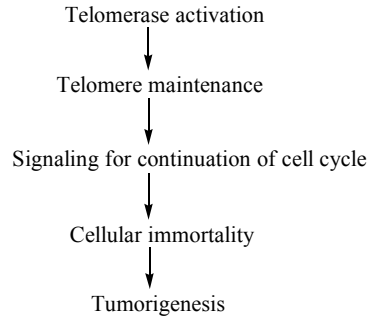 Telomerase activation
Telomere maintenance
Signaling for continuation of cell cycle
Cellular immortality
Tumorigenesis